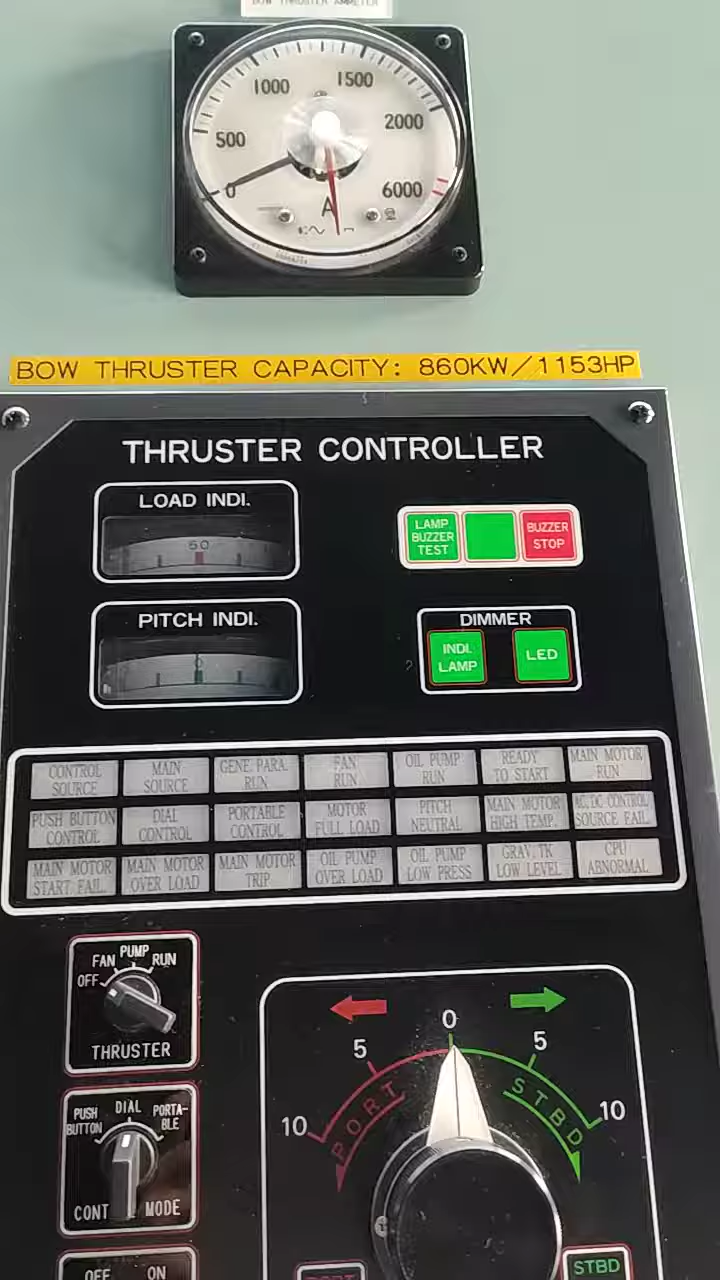 BOW THRUSTER AMMETER
500
1000
1500
2000
0
6000
A
BOW THRUSTER CAPACITY: 860KW/1153HP
THRUSTER CONTROLLER
LOAD INDI.
50
LAMP
BUZZER
TEST
BUZZER
STOP
PITCH INDI.
0
DIMMER
INDI.
LAMP
LED
CONTROL
SOURCE
MAIN
SOURCE
GENE. PARA.
RUN
FAN
RUN
OIL PUMP
RUN
READY
TO START
MAIN MOTOR
RUN
PUSH BUTTON
CONTROL
DIAL
CONTROL
PORTABLE
CONTROL
MOTOR
FULL LOAD
PITCH
NEUTRAL
MAIN MOTOR
HIGH TEMP.
AC, DC CONTROL
SOURCE FAIL.
MAIN MOTOR
START FAIL.
MAIN MOTOR
OVER LOAD
MAIN MOTOR
TRIP
OIL PUMP
OVER LOAD
OIL PUMP
LOW PRESS
GRAV. TK
LOW LEVEL
CPU
ABNORMAL
OFF FAN PUMP RUN
THRUSTER
0
5 5
10 10
PORT STBD
PUSH
BUTTON
DIAL
PORTA-
BLE
CONT MODE
OFF ON
PORT
STBD